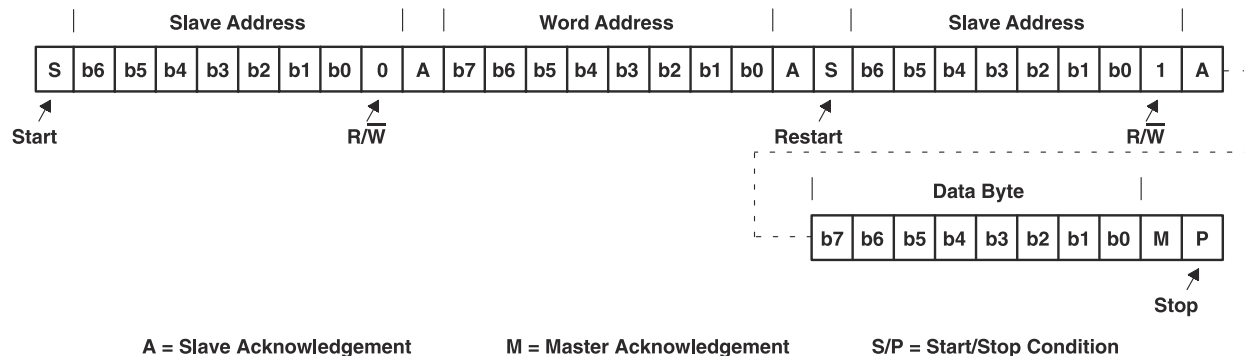 Slave Address Word Address Slave Address
S b6 b5 b4 b3 b2 b1 b0 0 A b7 b6 b5 b4 b3 b2 b1 b0 A S b6 b5 b4 b3 b2 b1 b0 1 A
Start R/W̅ Restart R/W̅
Data Byte
b7 b6 b5 b4 b3 b2 b1 b0 M P
Stop
A = Slave Acknowledgement M = Master Acknowledgement S/P = Start/Stop Condition